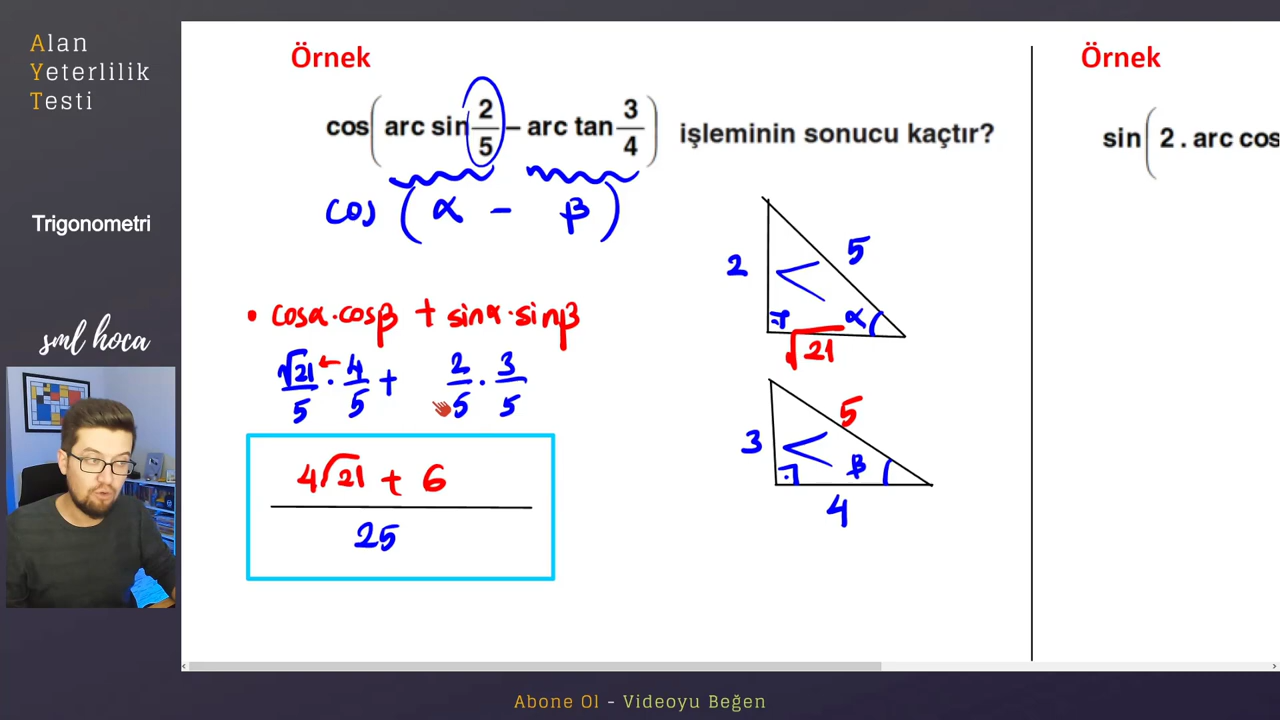 Alan
Yeterlilik
Testi
Trigonometri
sml hoca
Örnek
cos( arc sin 2/5 – arc tan 3/4 ) işleminin sonucu kaçtır?
cos (α - β)
• cosα·cosβ + sinα·sinβ
√21/5 · 4/5 + 2/5 · 3/5
4√21 + 6
25
2
5
α
√21
5
3
β
4
Örnek
sin( 2 . arc cos
Abone Ol - Videoyu Beğen